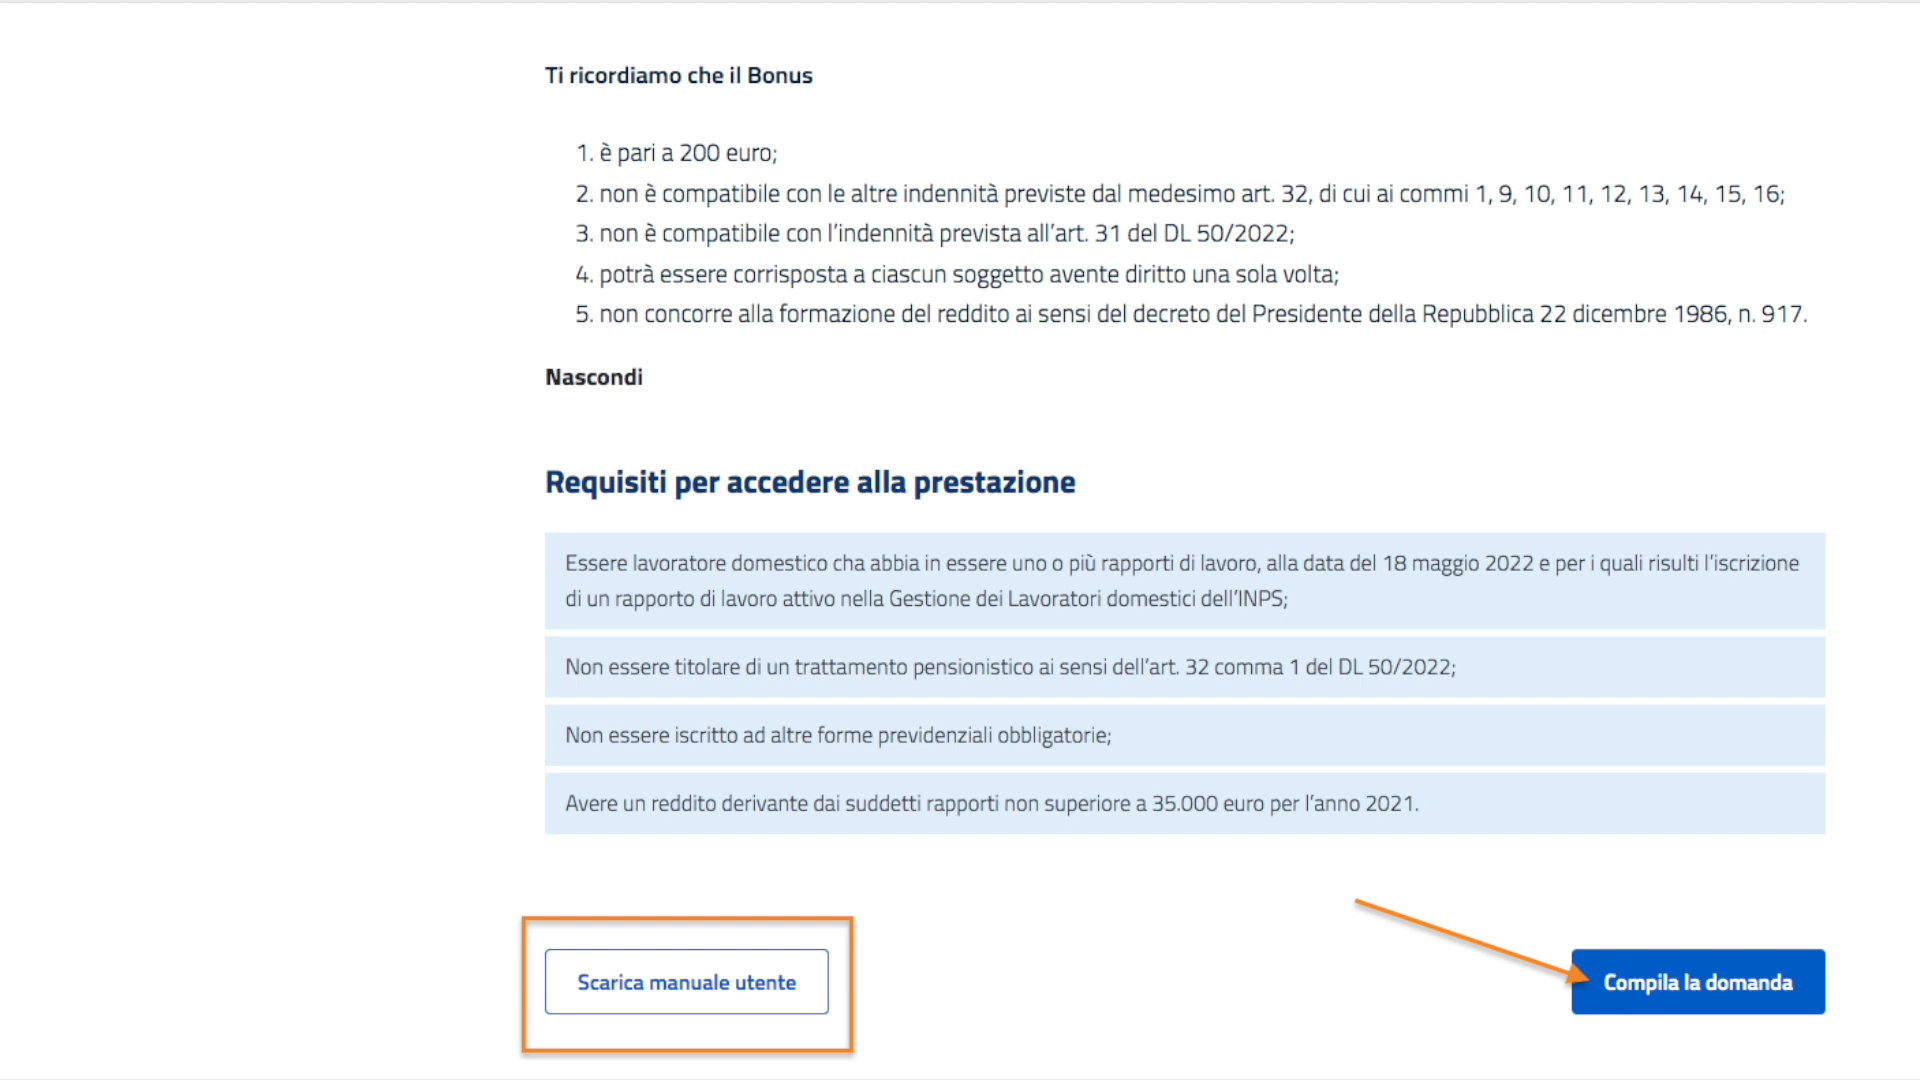 Ti ricordiamo che il Bonus
1. è pari a 200 euro;
2. non è compatibile con le altre indennità previste dal medesimo art. 32, di cui ai commi 1, 9, 10, 11, 12, 13, 14, 15, 16;
3. non è compatibile con l'indennità prevista all'art. 31 del DL 50/2022;
4. potrà essere corrisposta a ciascun soggetto avente diritto una sola volta;
5. non concorre alla formazione del reddito ai sensi del decreto del Presidente della Repubblica 22 dicembre 1986, n. 917.
Nascondi
Requisiti per accedere alla prestazione
Essere lavoratore domestico cha abbia in essere uno o più rapporti di lavoro, alla data del 18 maggio 2022 e per i quali risulti l'iscrizione
di un rapporto di lavoro attivo nella Gestione dei Lavoratori domestici dell'INPS;
Non essere titolare di un trattamento pensionistico ai sensi dell'art. 32 comma 1 del DL 50/2022;
Non essere iscritto ad altre forme previdenziali obbligatorie;
Avere un reddito derivante dai suddetti rapporti non superiore a 35.000 euro per l'anno 2021.
Scarica manuale utente
Compila la domanda